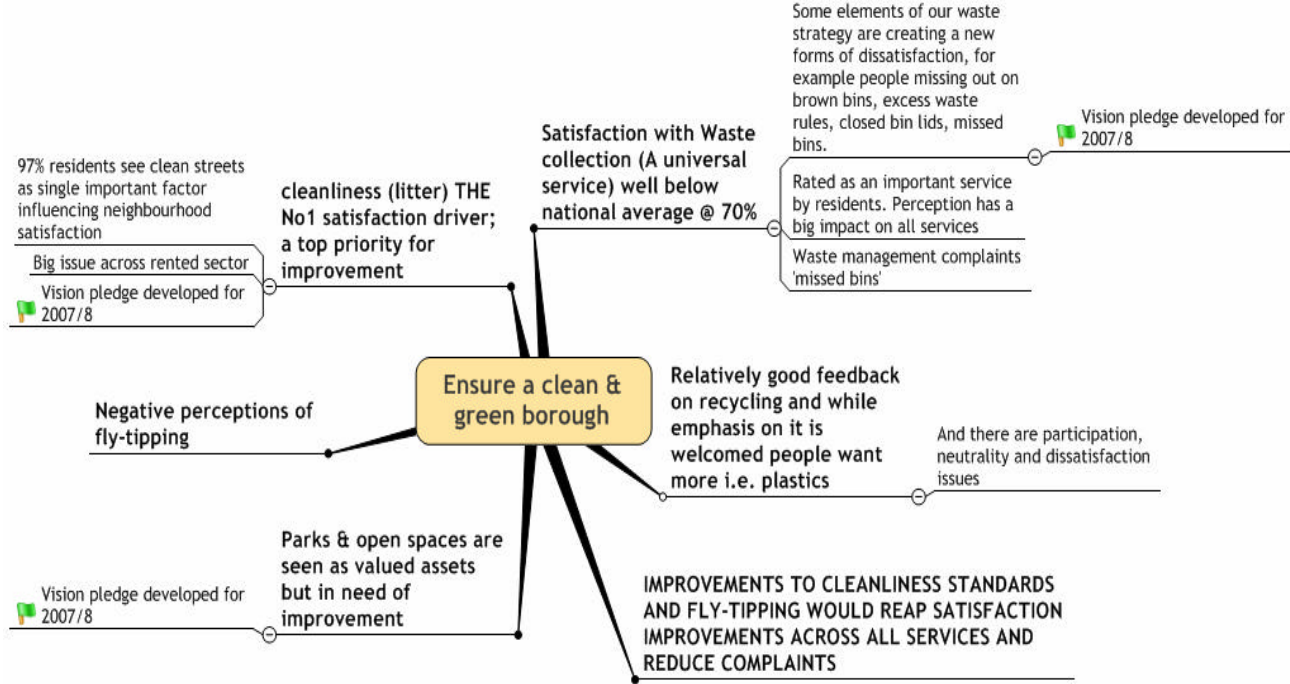 Ensure a clean &
green borough
Satisfaction with Waste
collection (A universal
service) well below
national average @ 70%
Some elements of our waste
strategy are creating a new
forms of dissatisfaction, for
example people missing out on
brown bins, excess waste
rules, closed bin lids, missed
bins.
Vision pledge developed for
2007/8
Rated as an important service
by residents. Perception has a
big impact on all services
Waste management complaints
'missed bins'
Relatively good feedback
on recycling and while
emphasis on it is
welcomed people want
more i.e. plastics
And there are participation,
neutrality and dissatisfaction
issues
IMPROVEMENTS TO CLEANLINESS STANDARDS
AND FLY-TIPPING WOULD REAP SATISFACTION
IMPROVEMENTS ACROSS ALL SERVICES AND
REDUCE COMPLAINTS
Parks & open spaces are
seen as valued assets
but in need of
improvement
Vision pledge developed for
2007/8
Negative perceptions of
fly-tipping
cleanliness (litter) THE
No1 satisfaction driver;
a top priority for
improvement
97% residents see clean streets
as single important factor
influencing neighbourhood
satisfaction
Big issue across rented sector
Vision pledge developed for
2007/8